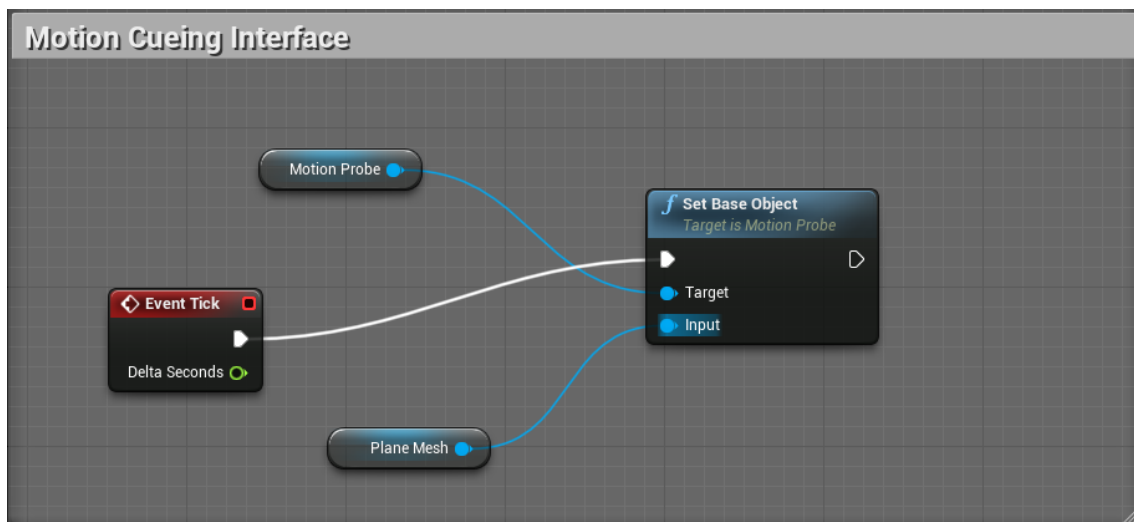 Motion Cueing Interface
Motion Probe
f Set Base Object
Target is Motion Probe
Target
Input
Event Tick
Delta Seconds
Plane Mesh